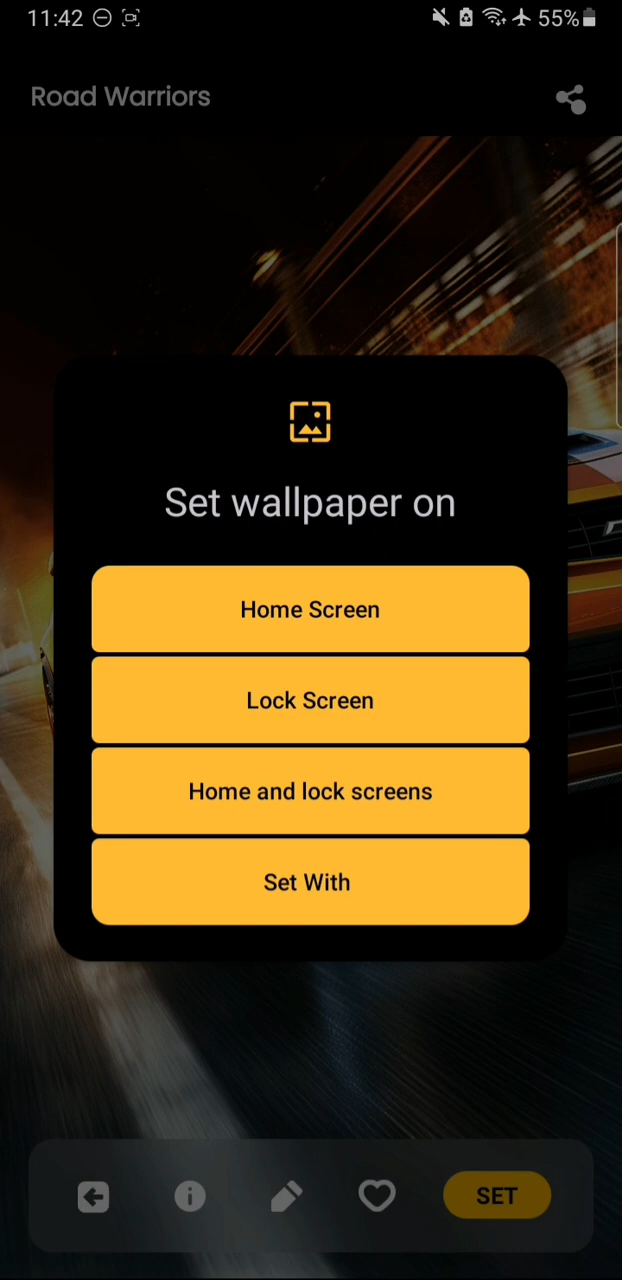 11:42
55%
Road Warriors
Set wallpaper on
Home Screen
Lock Screen
Home and lock screens
Set With
SET